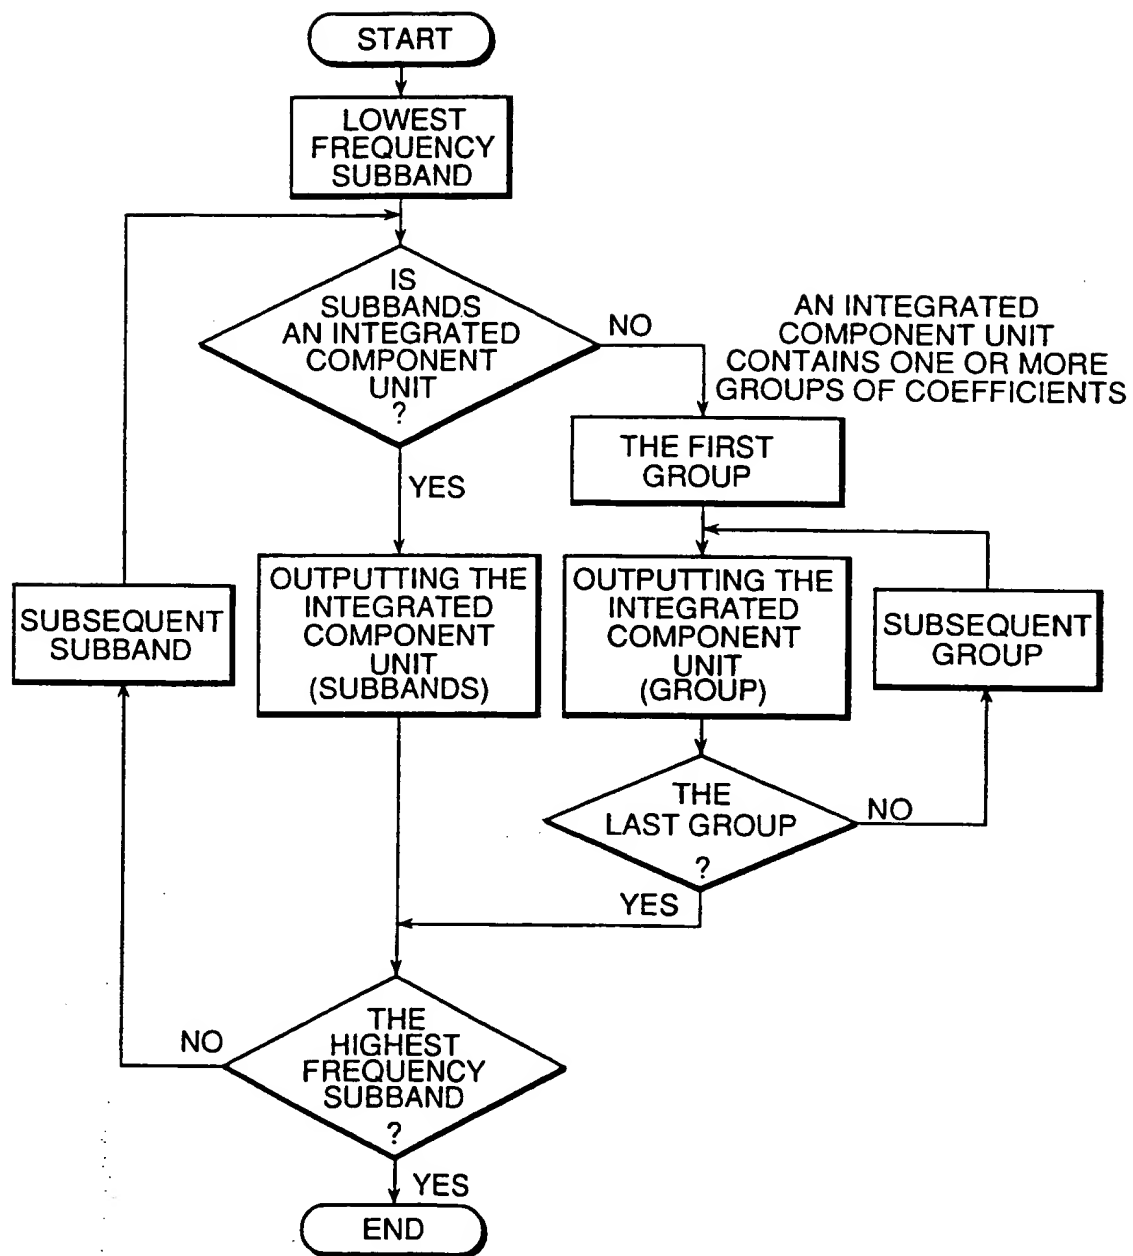 START
LOWEST
FREQUENCY
SUBBAND
IS
SUBBANDS
AN INTEGRATED
COMPONENT
UNIT
?
NO
AN INTEGRATED
COMPONENT UNIT
CONTAINS ONE OR MORE
GROUPS OF COEFFICIENTS
THE FIRST
GROUP
YES
OUTPUTTING THE
INTEGRATED
COMPONENT
UNIT
(SUBBANDS)
OUTPUTTING THE
INTEGRATED
COMPONENT
UNIT
(GROUP)
SUBSEQUENT
SUBBAND
SUBSEQUENT
GROUP
THE
LAST GROUP
?
NO
YES
THE
HIGHEST
FREQUENCY
SUBBAND
?
NO
YES
END